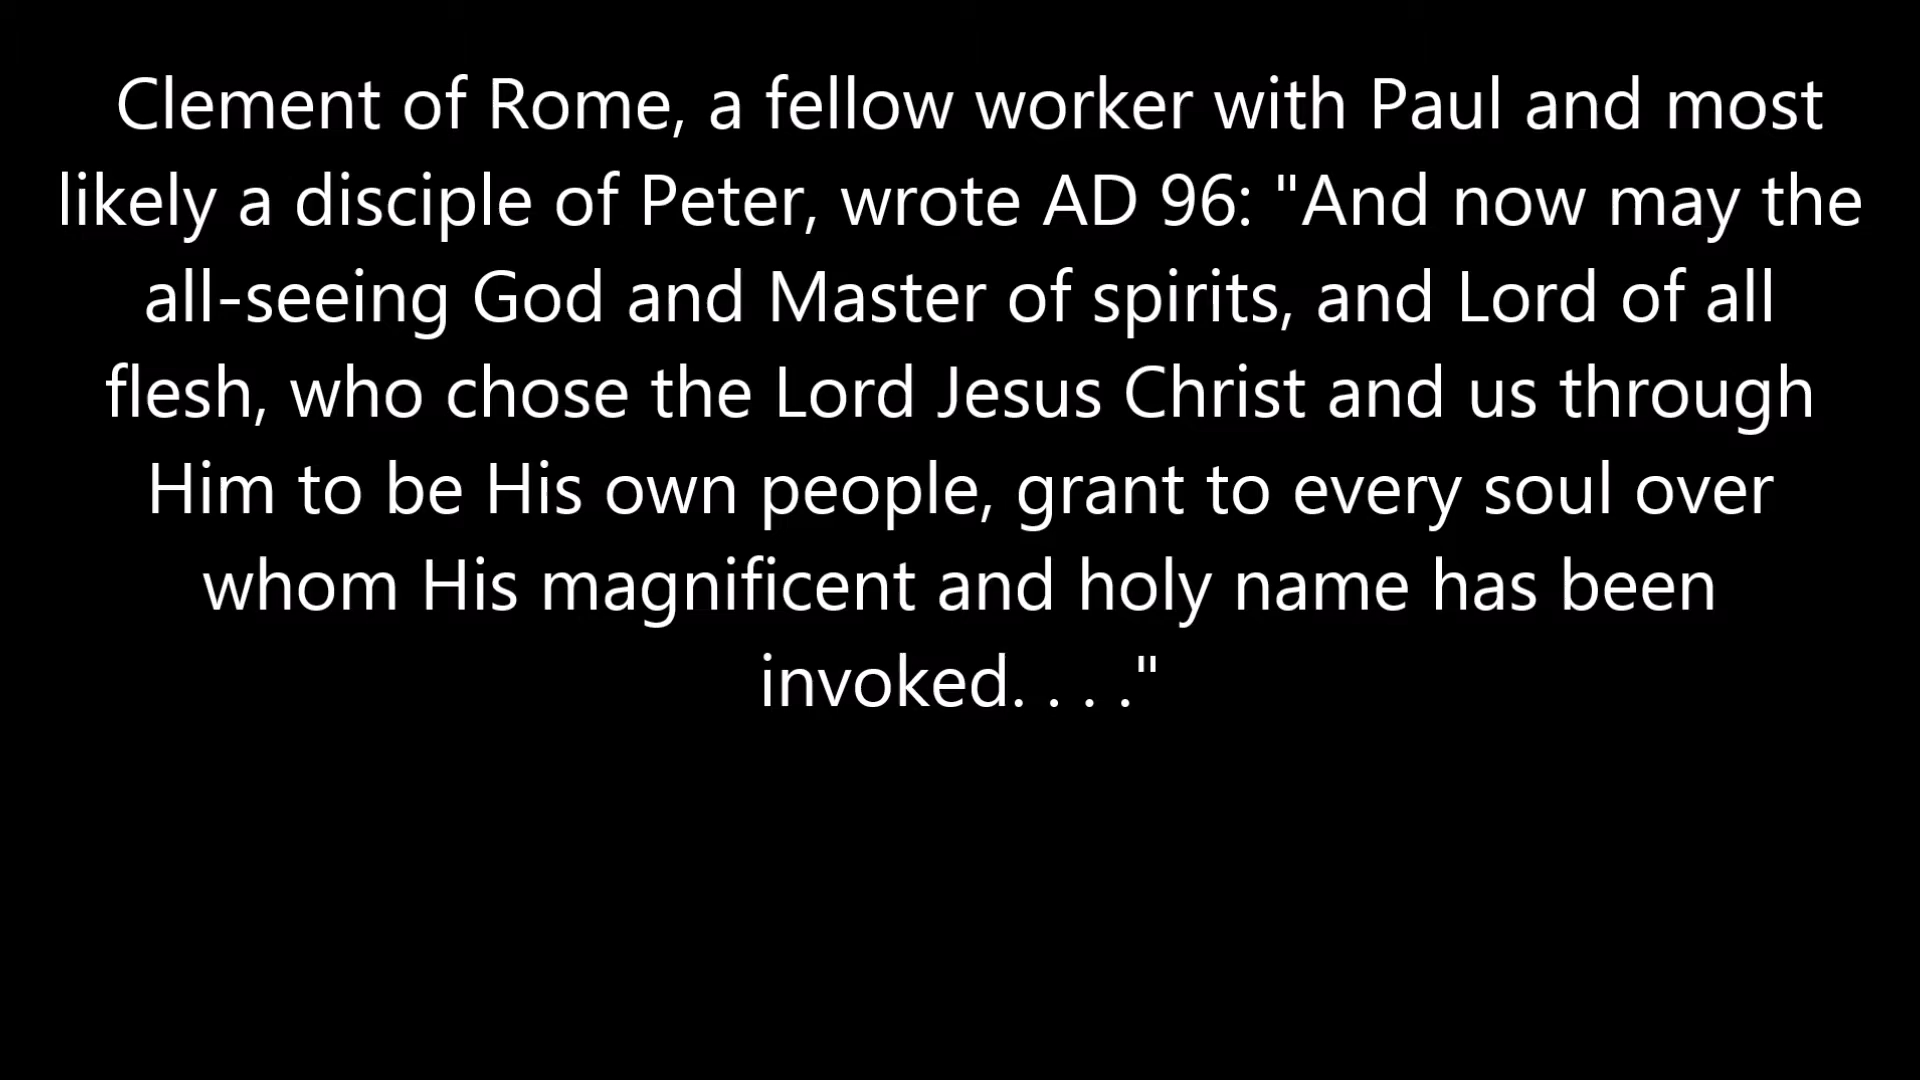 Clement of Rome, a fellow worker with Paul and most
likely a disciple of Peter, wrote AD 96: "And now may the
all-seeing God and Master of spirits, and Lord of all
flesh, who chose the Lord Jesus Christ and us through
Him to be His own people, grant to every soul over
whom His magnificent and holy name has been
invoked. . . ."